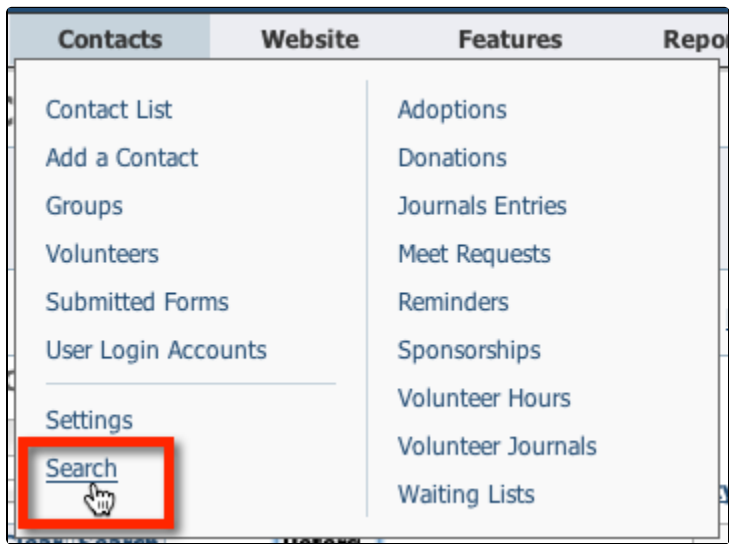 Contacts Website Features Repo
Contact List
Add a Contact
Groups
Volunteers
Submitted Forms
User Login Accounts
Settings
Search
Adoptions
Donations
Journals Entries
Meet Requests
Reminders
Sponsorships
Volunteer Hours
Volunteer Journals
Waiting Lists